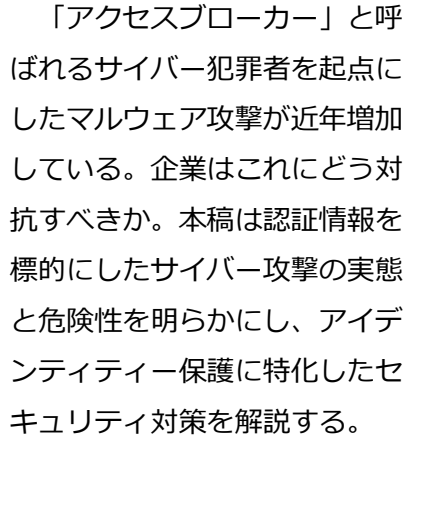 「アクセスブローカー」と呼
ばれるサイバー犯罪者を起点に
したマルウェア攻撃が近年増加
している。企業はこれにどう対
抗すべきか。本稿は認証情報を
標的にしたサイバー攻撃の実態
と危険性を明らかにし、アイデ
ンティティー保護に特化したセ
キュリティ対策を解説する。